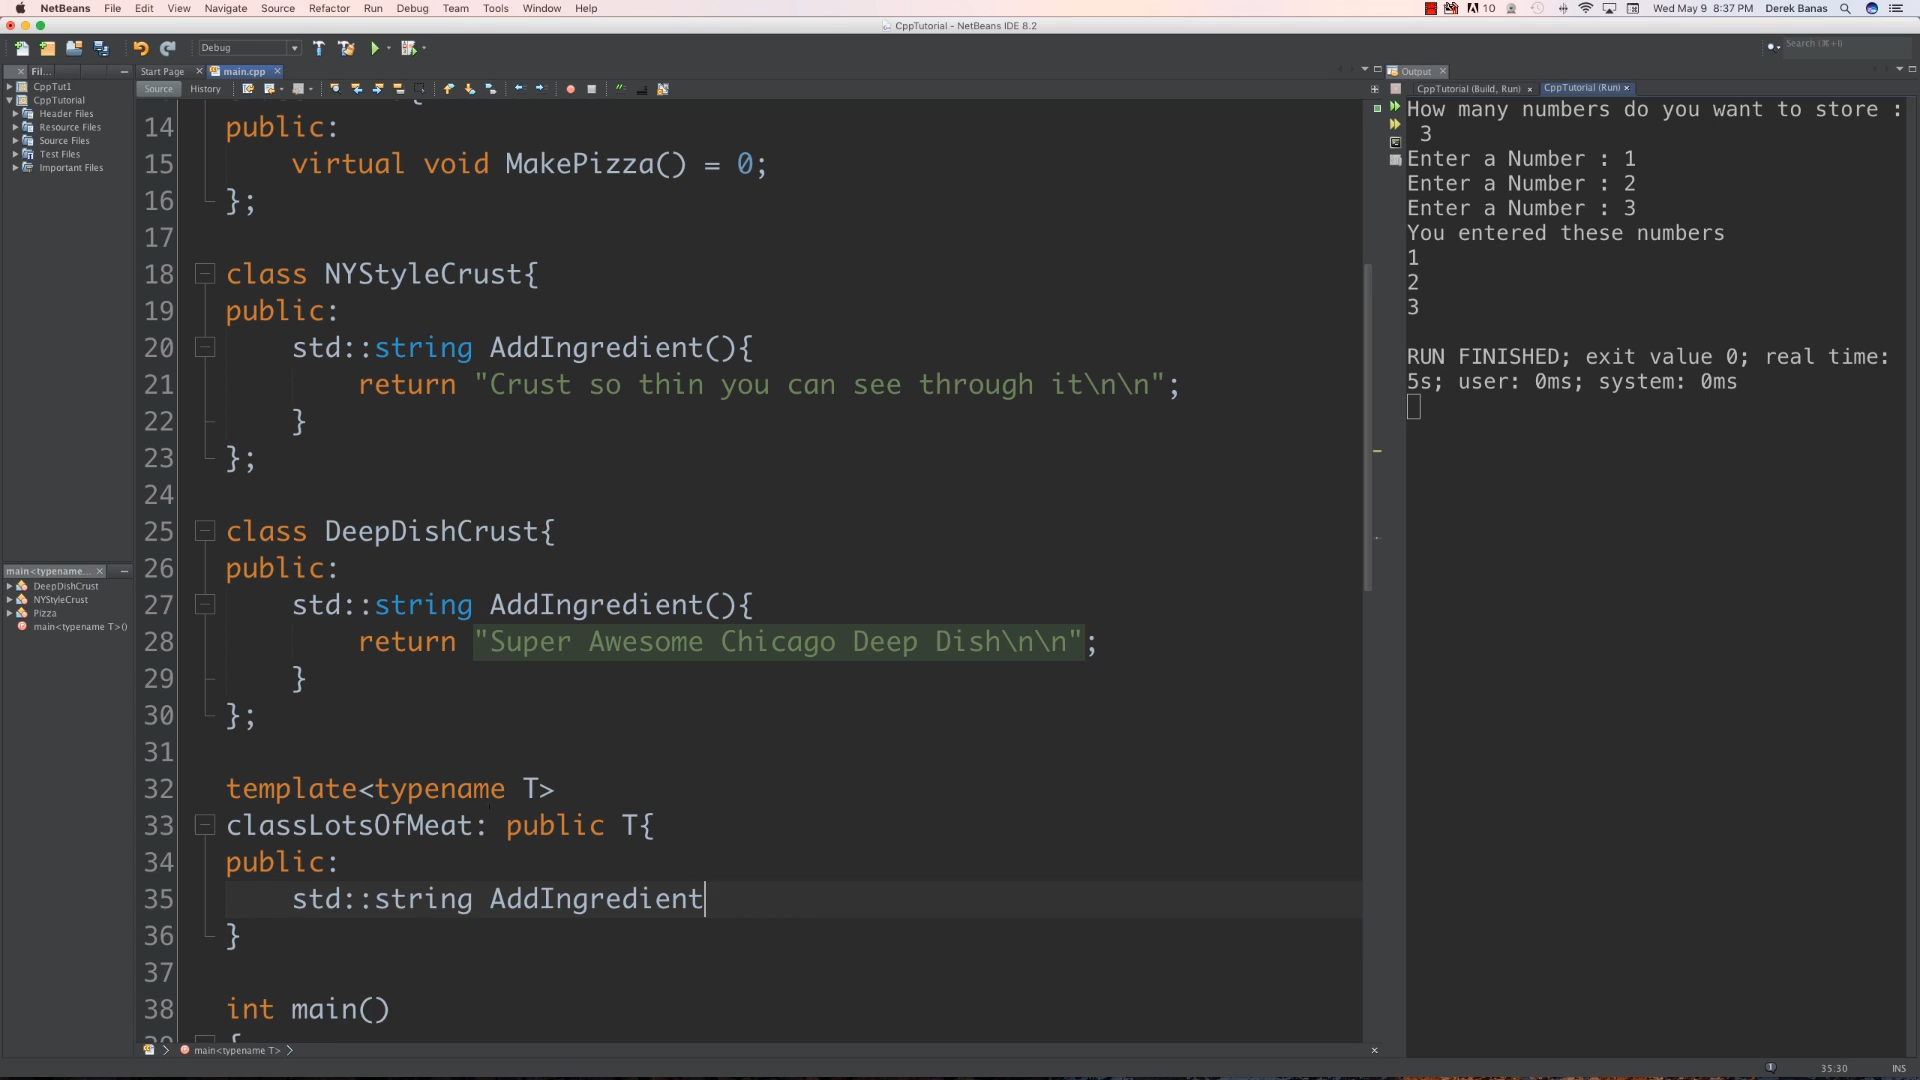 NetBeans File Edit View Navigate Source Refactor Run Debug Team Tools Window Help
10 Wed May 9 8:37 PM Derek Banas
CppTutorial - NetBeans IDE 8.2
Debug
Search (⌘+I)
Fil...
Start Page
main.cpp
Output
Source History
CppTutorial (Build, Run)
CppTutorial (Run)
CppTut1
CppTutorial
Header Files
Resource Files
Source Files
Test Files
Important Files
main<typename...
DeepDishCrust
NYStyleCrust
Pizza
main<typename T>()
14 public:
15 virtual void MakePizza() = 0;
16 };
17
18 class NYStyleCrust{
19 public:
20 std::string AddIngredient(){
21 return "Crust so thin you can see through it\n\n";
22 }
23 };
24
25 class DeepDishCrust{
26 public:
27 std::string AddIngredient(){
28 return "Super Awesome Chicago Deep Dish\n\n";
29 }
30 };
31
32 template<typename T>
33 classLotsOfMeat: public T{
34 public:
35 std::string AddIngredient
36 }
37
38 int main()
39 {
main<typename T>
How many numbers do you want to store :
3
Enter a Number : 1
Enter a Number : 2
Enter a Number : 3
You entered these numbers
1
2
3
RUN FINISHED; exit value 0; real time:
5s; user: 0ms; system: 0ms
35:30
INS